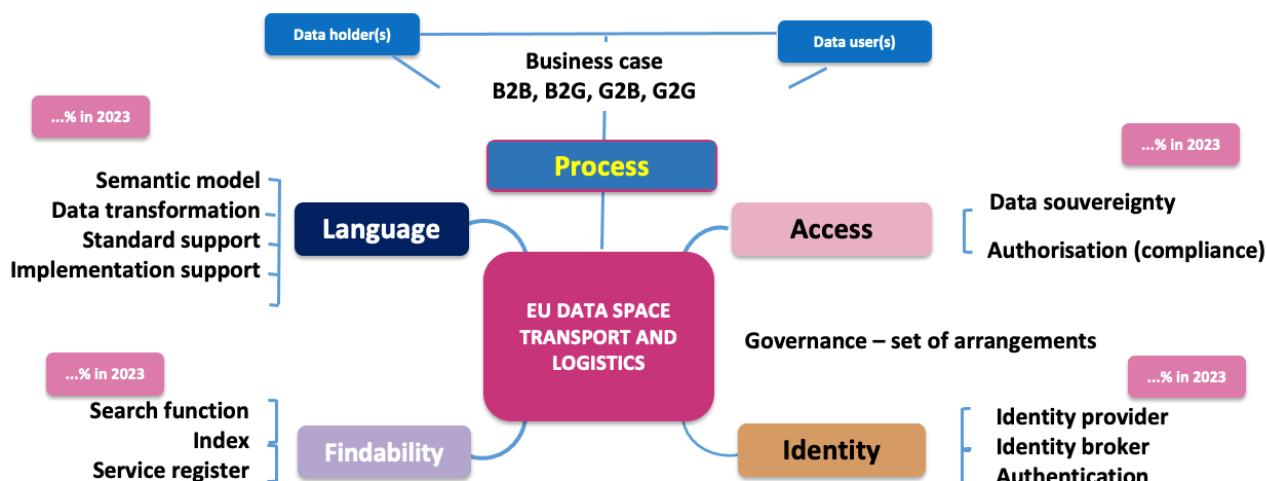 Data holder(s)
Data user(s)
Business case
B2B, B2G, G2B, G2G
...% in 2023
...% in 2023
Process
Semantic model
Data transformation
Standard support
Implementation support
Language
Access
Data souvereignty
Authorisation (compliance)
EU DATA SPACE
TRANSPORT AND
LOGISTICS
Governance – set of arrangements
...% in 2023
...% in 2023
Search function
Index
Service register
Findability
Identity
Identity provider
Identity broker
Authentication